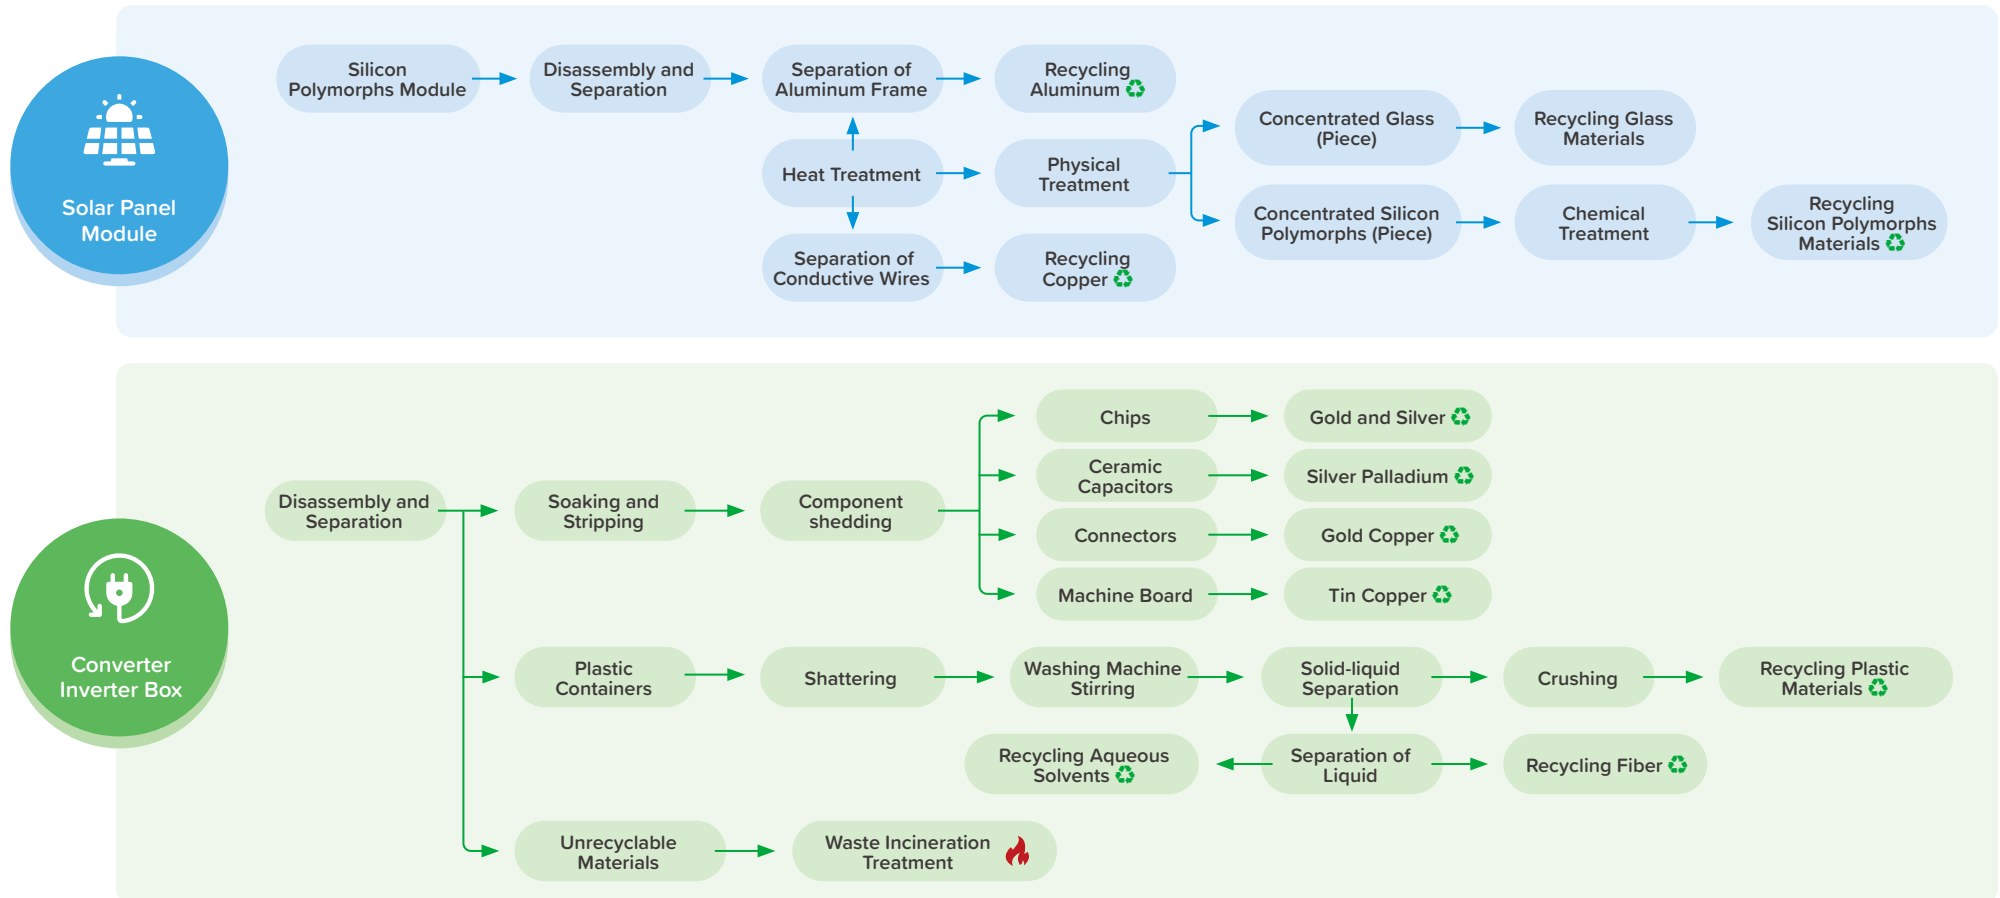 Solar Panel
Module
Silicon
Polymorphs Module
Disassembly and
Separation
Separation of
Aluminum Frame
Recycling
Aluminum
Heat Treatment
Physical
Treatment
Separation of
Conductive Wires
Recycling
Copper
Concentrated Glass
(Piece)
Recycling Glass
Materials
Concentrated Silicon
Polymorphs (Piece)
Chemical
Treatment
Recycling
Silicon Polymorphs
Materials
Converter
Inverter Box
Disassembly and
Separation
Soaking and
Stripping
Component
shedding
Chips
Gold and Silver
Ceramic
Capacitors
Silver Palladium
Connectors
Gold Copper
Machine Board
Tin Copper
Plastic
Containers
Shattering
Washing Machine
Stirring
Solid-liquid
Separation
Crushing
Recycling Plastic
Materials
Recycling Aqueous
Solvents
Separation of
Liquid
Recycling Fiber
Unrecyclable
Materials
Waste Incineration
Treatment